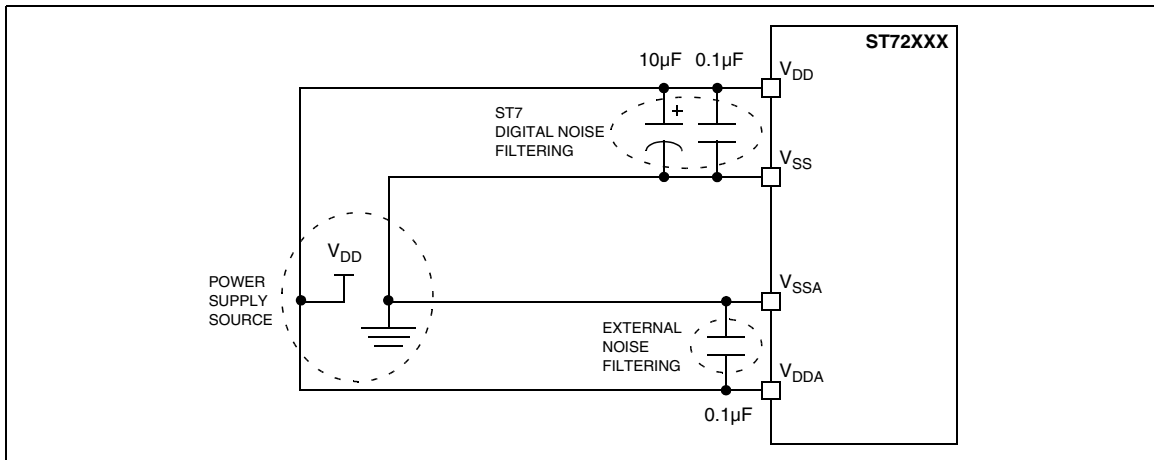 ST72XXX
10µF 0.1µF
VDD
+
ST7
DIGITAL NOISE
FILTERING
VSS
VDD
POWER
SUPPLY
SOURCE
VSSA
EXTERNAL
NOISE
FILTERING
VDDA
0.1µF